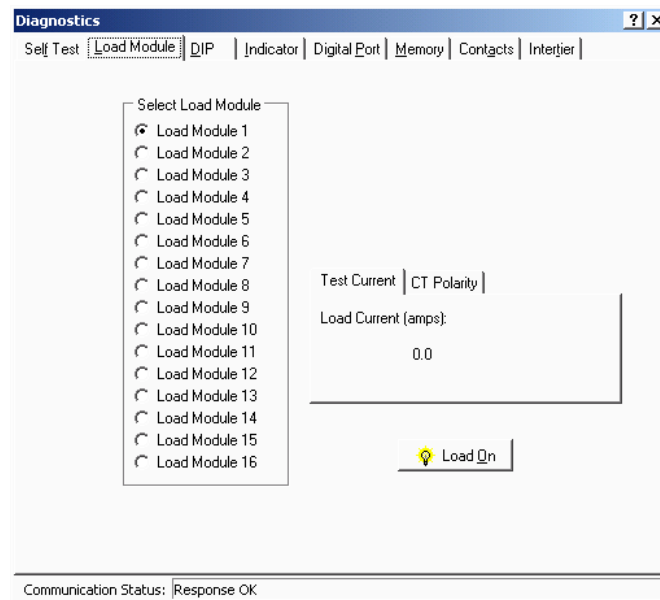 Diagnostics
Self Test Load Module DIP Indicator Digital Port Memory Contacts Intertier
Select Load Module
Load Module 1
Load Module 2
Load Module 3
Load Module 4
Load Module 5
Load Module 6
Load Module 7
Load Module 8
Load Module 9
Load Module 10
Load Module 11
Load Module 12
Load Module 13
Load Module 14
Load Module 15
Load Module 16
Test Current CT Polarity
Load Current (amps):
0.0
Load On
Communication Status: Response OK